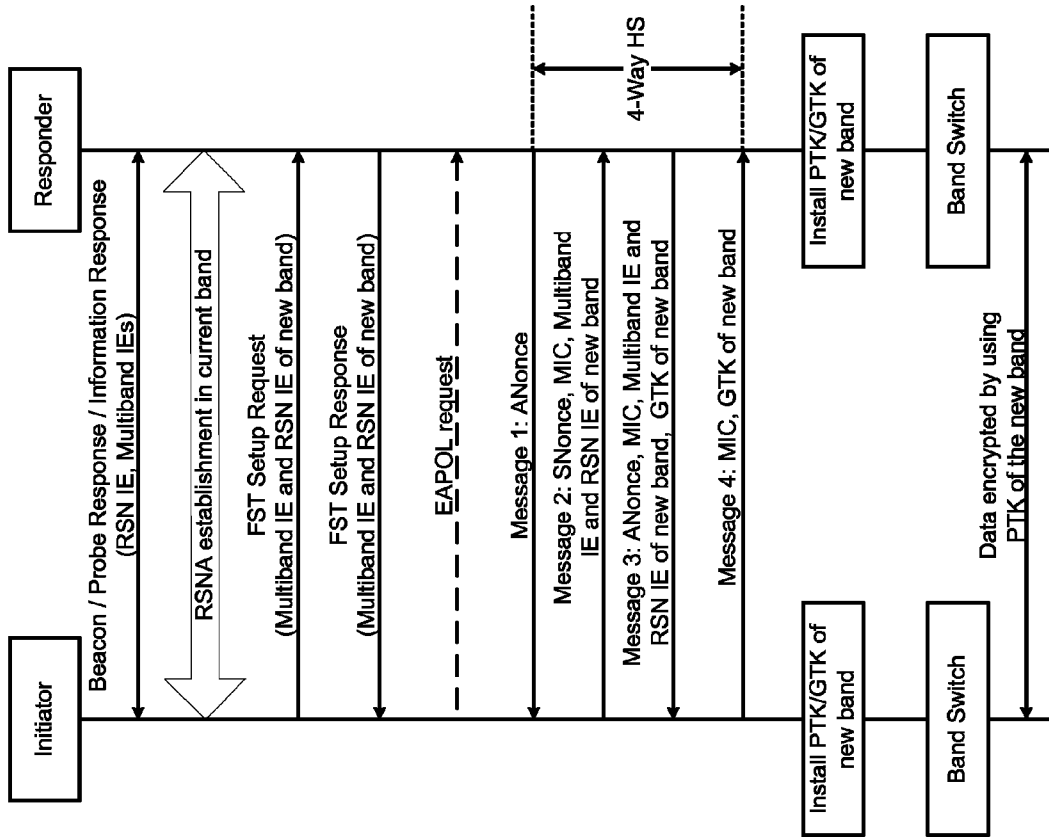 Initiator
Responder
Beacon / Probe Response / Information Response
(RSN IE, Multiband IEs)
RSNA establishment in current band
FST Setup Request
(Multiband IE and RSN IE of new band)
FST Setup Response
(Multiband IE and RSN IE of new band)
EAPOL request
Message 1: ANonce
Message 2: SNonce, MIC, Multiband
IE and RSN IE of new band
Message 3: ANonce, MIC, Multiband IE and
RSN IE of new band, GTK of new band
Message 4: MIC, GTK of new band
4-Way HS
Install PTK/GTK of
new band
Install PTK/GTK of
new band
Band Switch
Band Switch
Data encrypted by using
PTK of the new band